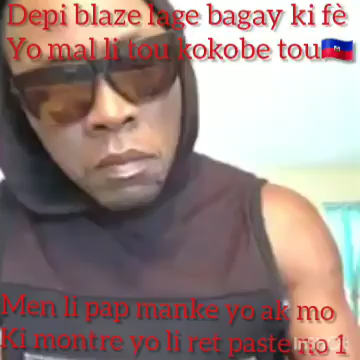 Depi blaze lage bagay ki fè
Yo mal li tou kokobe tou🇭🇹
Men li pap manke yo ak mo
Ki montre yo li ret paste no 1